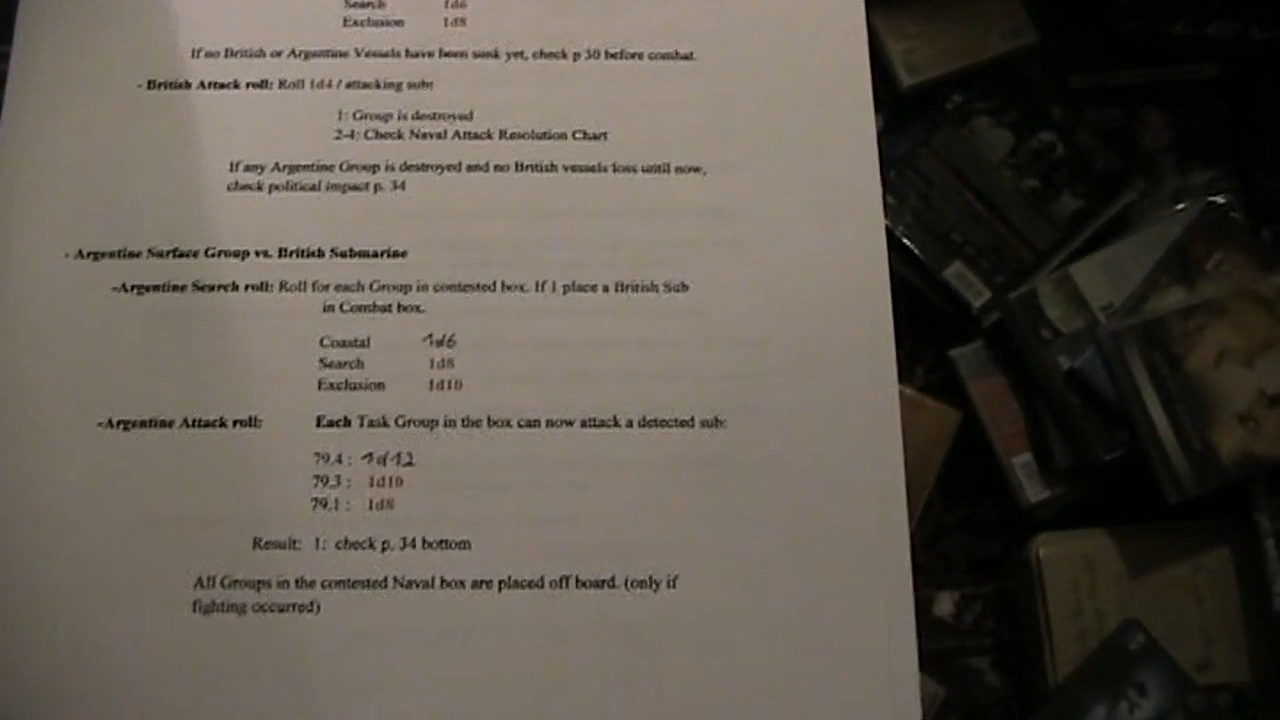 Search 1d6
Exclusion 1d8
If no British or Argentine Vessels have been sunk yet, check p 30 before combat.
- British Attack roll: Roll 1d4 / attacking sub:
1: Group is destroyed
2-4: Check Naval Attack Resolution Chart
If any Argentine Group is destroyed and no British vessels loss until now,
check political impact p. 34
- Argentine Surface Group vs. British Submarine
-Argentine Search roll: Roll for each Group in contested box. If 1 place a British Sub
in Combat box.
Coastal 1d6
Search 1d8
Exclusion 1d10
-Argentine Attack roll: Each Task Group in the box can now attack a detected sub:
79.4 : 1d12
79.3 : 1d10
79.1 : 1d8
Result: 1: check p. 34 bottom
All Groups in the contested Naval box are placed off board. (only if
fighting occurred)